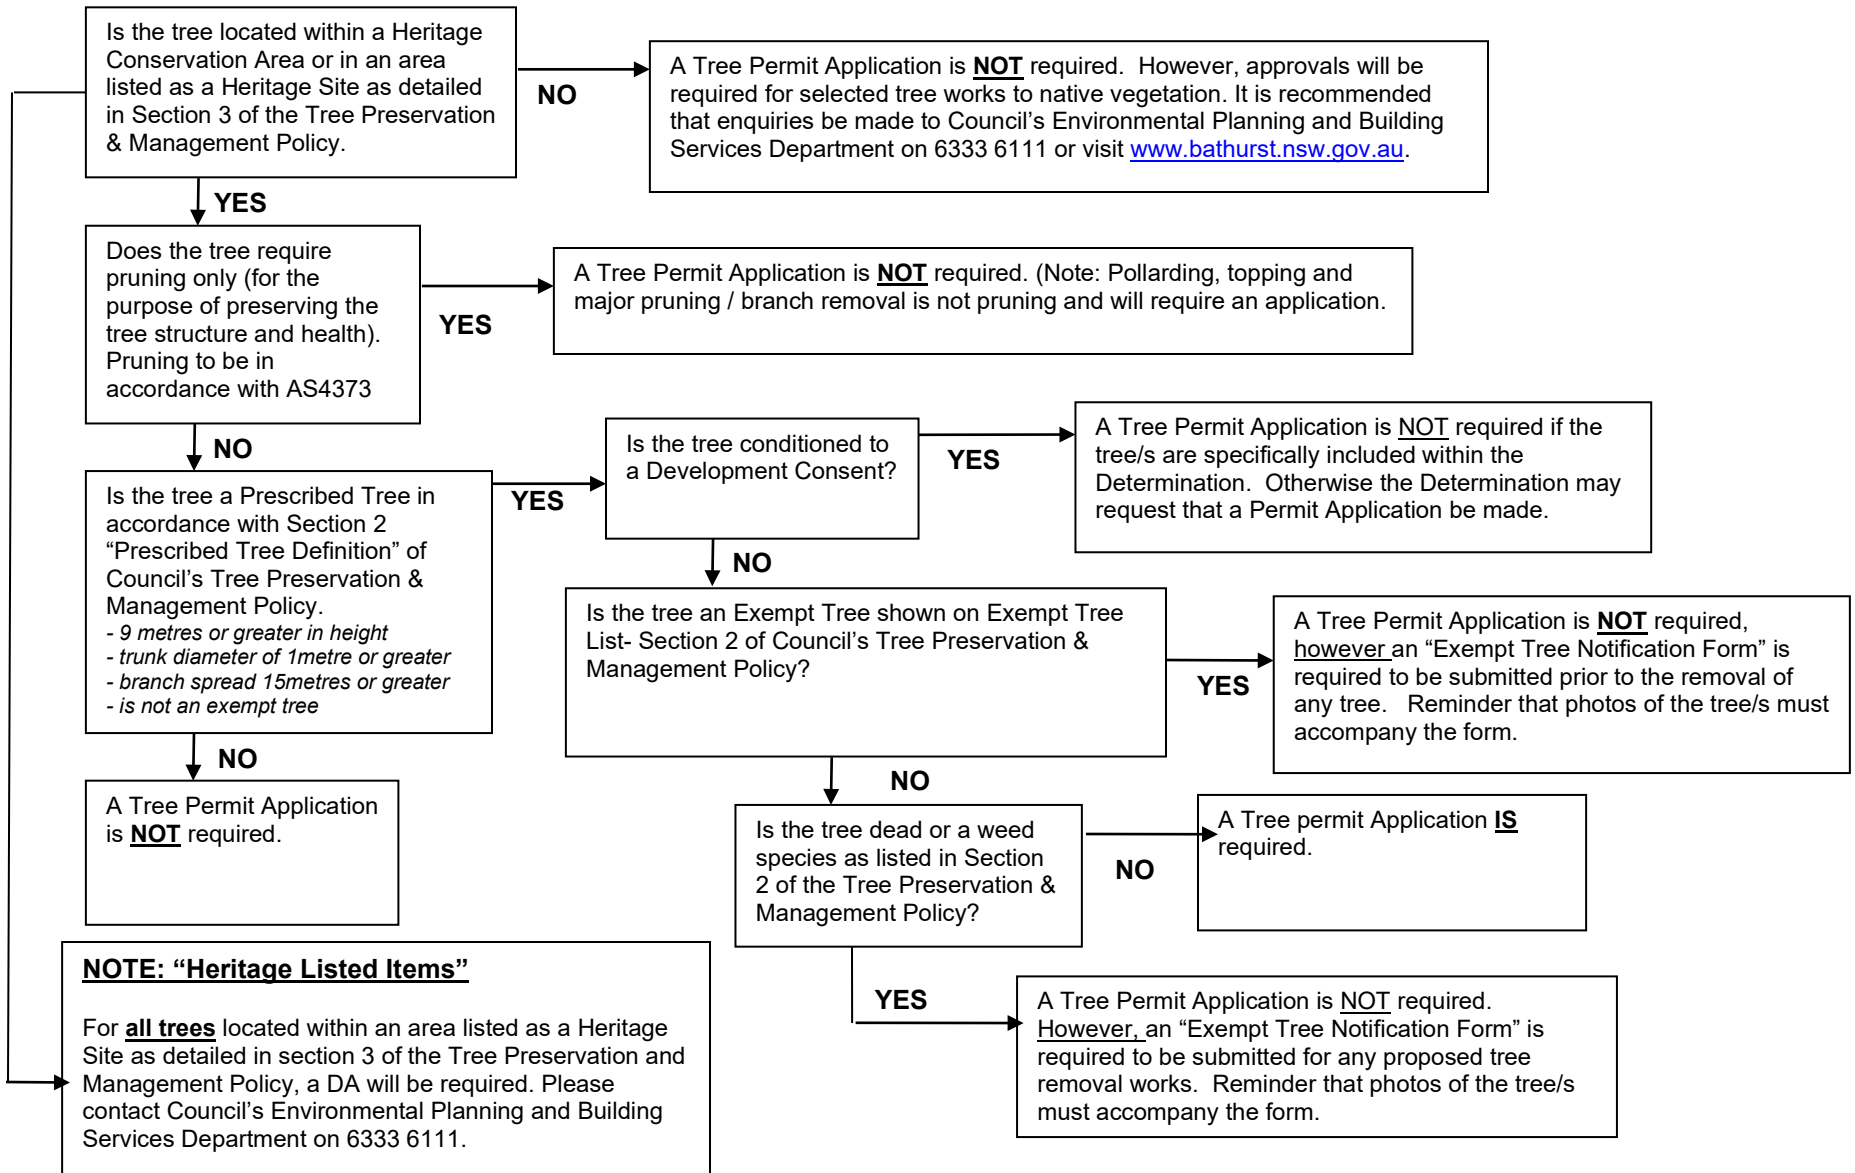 Is the tree located within a Heritage
Conservation Area or in an area
listed as a Heritage Site as detailed
in Section 3 of the Tree Preservation
& Management Policy.
NO
A Tree Permit Application is NOT required.  However, approvals will be
required for selected tree works to native vegetation. It is recommended
that enquiries be made to Council’s Environmental Planning and Building
Services Department on 6333 6111 or visit www.bathurst.nsw.gov.au.
YES
Does the tree require
pruning only (for the
purpose of preserving the
tree structure and health).
Pruning to be in
accordance with AS4373
YES
A Tree Permit Application is NOT required. (Note: Pollarding, topping and
major pruning / branch removal is not pruning and will require an application.
NO
Is the tree a Prescribed Tree in
accordance with Section 2
“Prescribed Tree Definition” of
Council’s Tree Preservation &
Management Policy.
- 9 metres or greater in height
- trunk diameter of 1metre or greater
- branch spread 15metres or greater
- is not an exempt tree
YES
Is the tree conditioned to
a Development Consent?
YES
A Tree Permit Application is NOT required if the
tree/s are specifically included within the
Determination.  Otherwise the Determination may
request that a Permit Application be made.
NO
Is the tree an Exempt Tree shown on Exempt Tree
List- Section 2 of Council’s Tree Preservation &
Management Policy?
YES
A Tree Permit Application is NOT required,
however an “Exempt Tree Notification Form” is
required to be submitted prior to the removal of
any tree.   Reminder that photos of the tree/s must
accompany the form.
NO
A Tree Permit Application
is NOT required.
NO
Is the tree dead or a weed
species as listed in Section
2 of the Tree Preservation &
Management Policy?
NO
A Tree permit Application IS
required.
YES
A Tree Permit Application is NOT required.
However, an “Exempt Tree Notification Form” is
required to be submitted for any proposed tree
removal works.  Reminder that photos of the tree/s
must accompany the form.
NOTE: “Heritage Listed Items”
For all trees located within an area listed as a Heritage
Site as detailed in section 3 of the Tree Preservation and
Management Policy, a DA will be required. Please
contact Council’s Environmental Planning and Building
Services Department on 6333 6111.